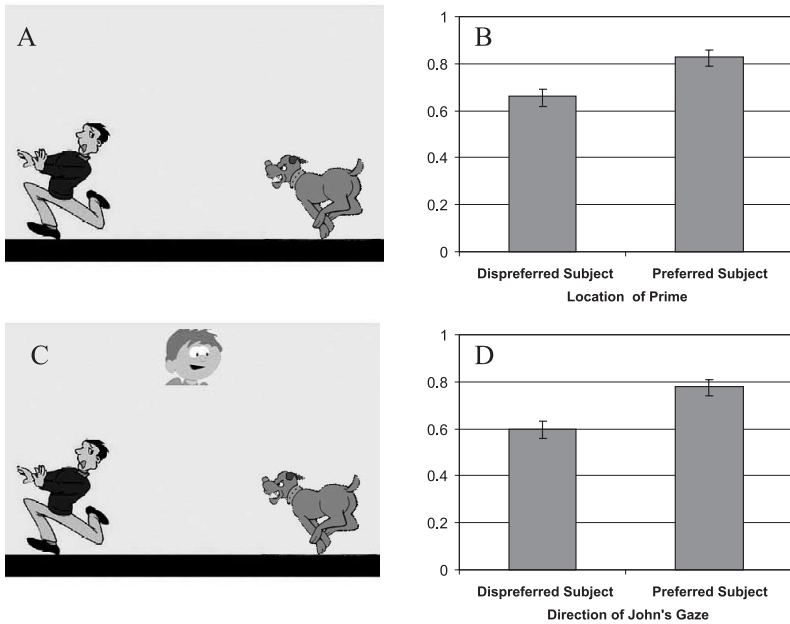 A
B
1
0.8
0.6
0.4
0.2
0
Dispreferred Subject Preferred Subject
Location of Prime
C
D
1
0.8
0.6
0.4
0.2
0
Dispreferred Subject Preferred Subject
Direction of John's Gaze